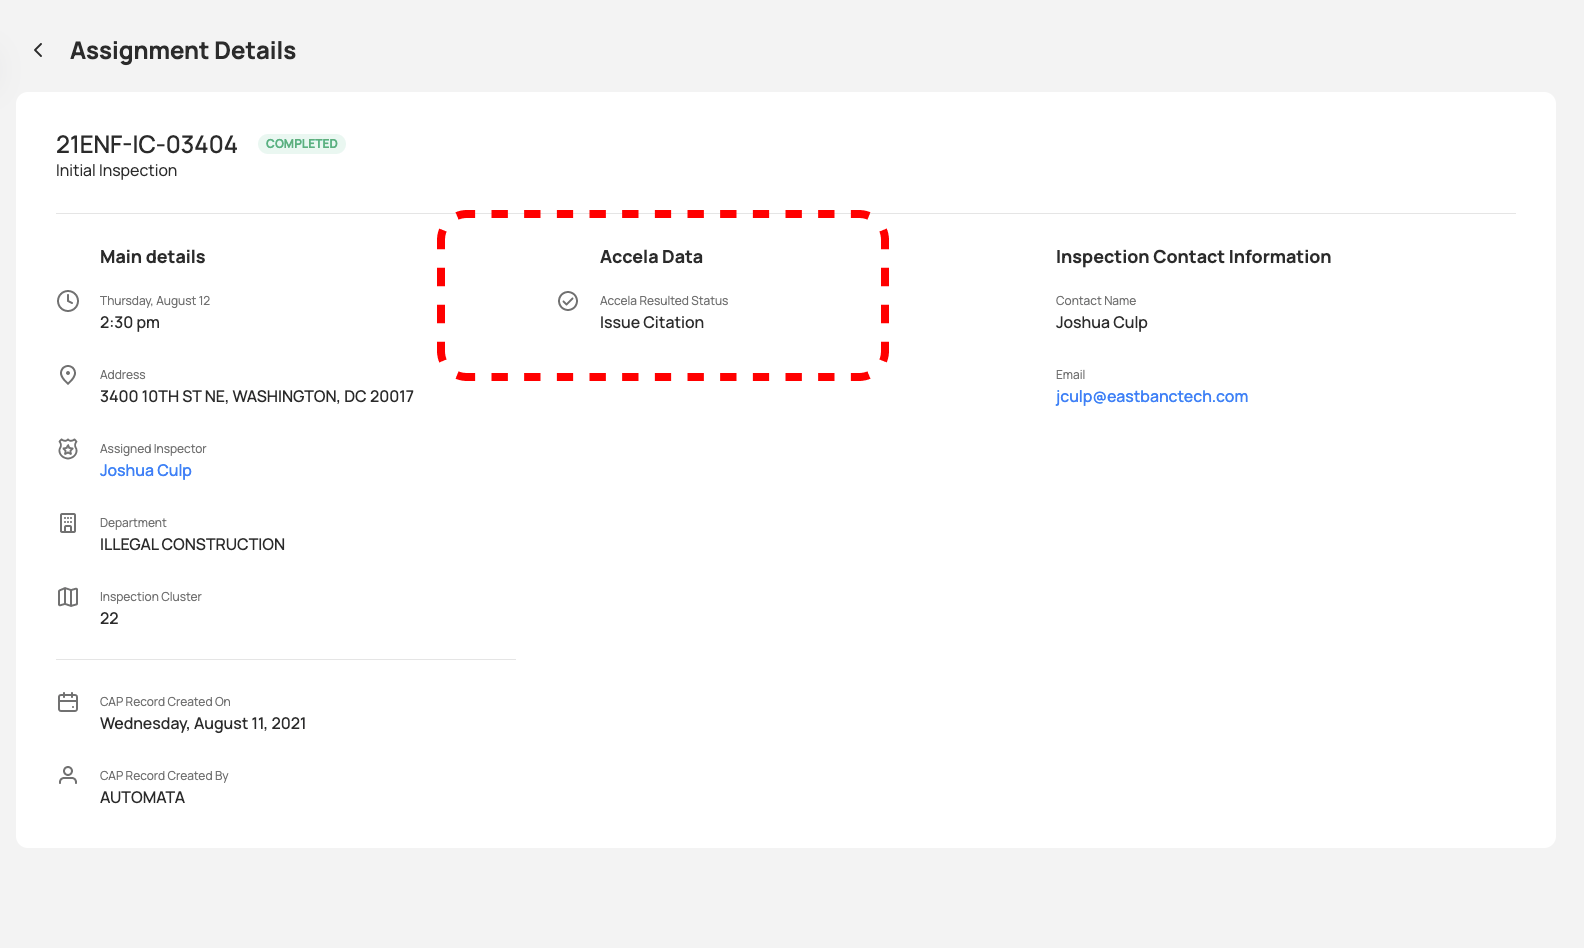 Assignment Details
21ENF-IC-03404 COMPLETED
Initial Inspection
Main details
Thursday, August 12
2:30 pm
Address
3400 10TH ST NE, WASHINGTON, DC 20017
Assigned Inspector
Joshua Culp
Department
ILLEGAL CONSTRUCTION
Inspection Cluster
22
CAP Record Created On
Wednesday, August 11, 2021
CAP Record Created By
AUTOMATA
Accela Data
Accela Resulted Status
Issue Citation
Inspection Contact Information
Contact Name
Joshua Culp
Email
jculp@eastbanctech.com